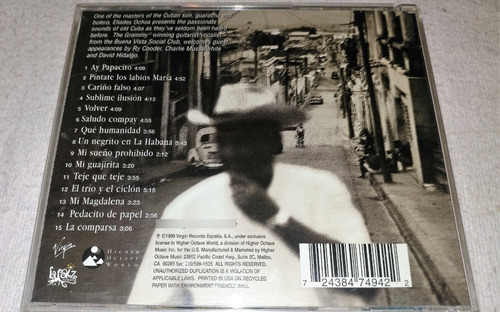 One of the masters of the Cuban son, guaracha and
bolero, Eliades Ochoa presents the passionate
sounds of old Cuba as they've seldom been heard
before. The Grammy winning guitarist/vocalist
from the Buena Vista Social Club, welcomes guest
appearances by Ry Cooder, Charlie Musselwhite
and David Hidalgo.
1 Ay Papacito 4:09
2 Píntate los labios María 4:52
3 Cariño falso 4:07
4 Sublime ilusión 4:12
5 Volver 4:09
6 Saludo compay 4:09
7 Qué humanidad 3:56
8 Un negrito en La Habana 3:43
9 Mi sueño prohibido 2:41
10 Mi guajirita 3:20
11 Teje que teje 3:55
12 El trío y el ciclón 5:55
13 Mi Magdalena 3:23
14 Pedacito de papel 2:56
15 La comparsa 3:06
Virgin
HIGHER
OCTAVE
WORLD
©1999 Virgin Records España, S.A., under exclusive
license to Higher Octave World, a division of Higher Octave
Music Inc. for the U.S. Manufactured & Marketed by Higher
Octave Music 23852 Pacific Coast Hwy., Suite 2C, Malibu,
CA 90265 ALL RIGHTS RESERVED.
UNAUTHORIZED DUPLICATION IS A VIOLATION OF
APPLICABLE LAWS. PRINTED IN USA ON RECYCLED
PAPER WITH ENVIRONMENT FRIENDLY INKS.
7 24384 74942 2